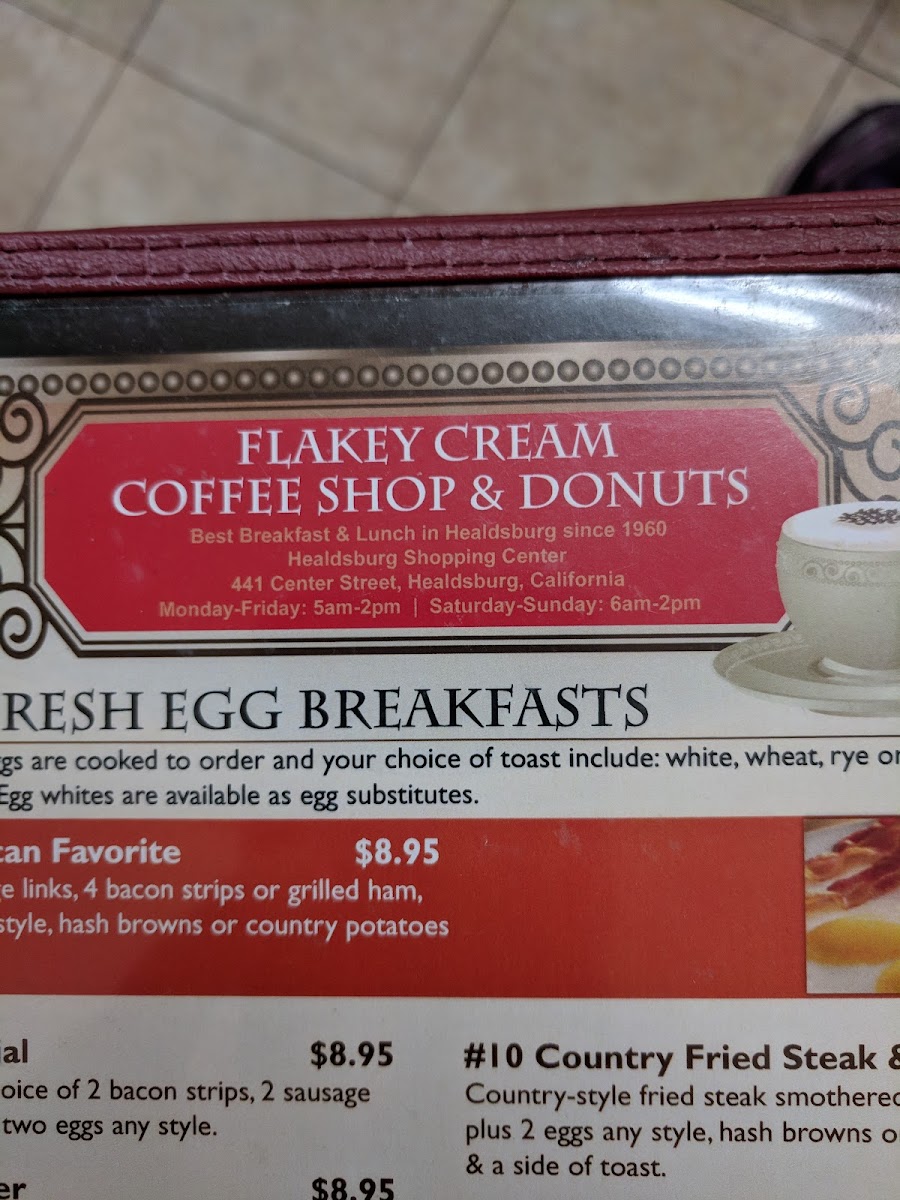 FLAKEY CREAM
COFFEE SHOP & DONUTS
Best Breakfast & Lunch in Healdsburg since 1960
Healdsburg Shopping Center
441 Center Street, Healdsburg, California
Monday-Friday: 5am-2pm | Saturday-Sunday: 6am-2pm
RESH EGG BREAKFASTS
gs are cooked to order and your choice of toast include: white, wheat, rye or
Egg whites are available as egg substitutes.
can Favorite $8.95
e links, 4 bacon strips or grilled ham,
style, hash browns or country potatoes
ial $8.95
oice of 2 bacon strips, 2 sausage
two eggs any style.
er $8.95
#10 Country Fried Steak &
Country-style fried steak smothered
plus 2 eggs any style, hash browns o
& a side of toast.